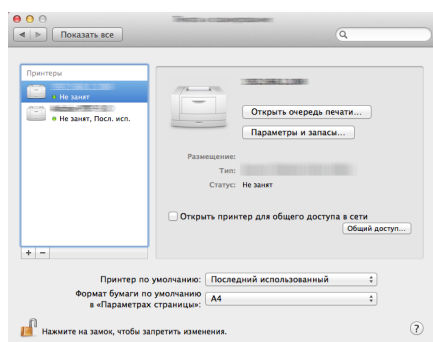 Показать все
Принтеры
Не занят
Не занят, Посл. исп.
Открыть очередь печати...
Параметры и запасы...
Размещение:
Тип:
Статус: Не занят
Открыть принтер для общего доступа в сети
Общий доступ...
+ −
Принтер по умолчанию: Последний использованный
Формат бумаги по умолчанию
в «Параметрах страницы»: A4
Нажмите на замок, чтобы запретить изменения.
?